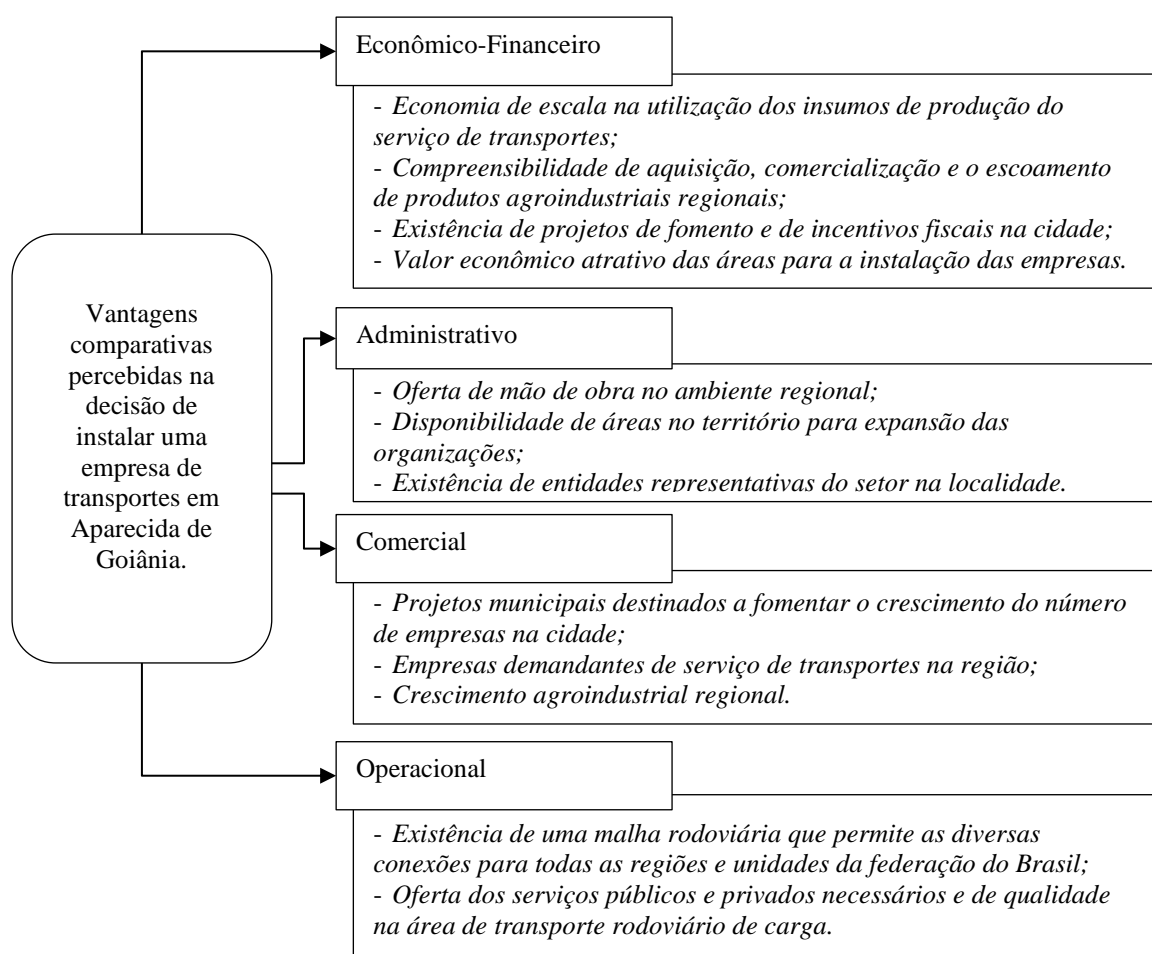 Econômico-Financeiro
- Economia de escala na utilização dos insumos de produção do
serviço de transportes;
- Compreensibilidade de aquisição, comercialização e o escoamento
de produtos agroindustriais regionais;
- Existência de projetos de fomento e de incentivos fiscais na cidade;
- Valor econômico atrativo das áreas para a instalação das empresas.
Vantagens
comparativas
percebidas na
decisão de
instalar uma
empresa de
transportes em
Aparecida de
Goiânia.
Administrativo
- Oferta de mão de obra no ambiente regional;
- Disponibilidade de áreas no território para expansão das
organizações;
- Existência de entidades representativas do setor na localidade.
Comercial
- Projetos municipais destinados a fomentar o crescimento do número
de empresas na cidade;
- Empresas demandantes de serviço de transportes na região;
- Crescimento agroindustrial regional.
Operacional
- Existência de uma malha rodoviária que permite as diversas
conexões para todas as regiões e unidades da federação do Brasil;
- Oferta dos serviços públicos e privados necessários e de qualidade
na área de transporte rodoviário de carga.